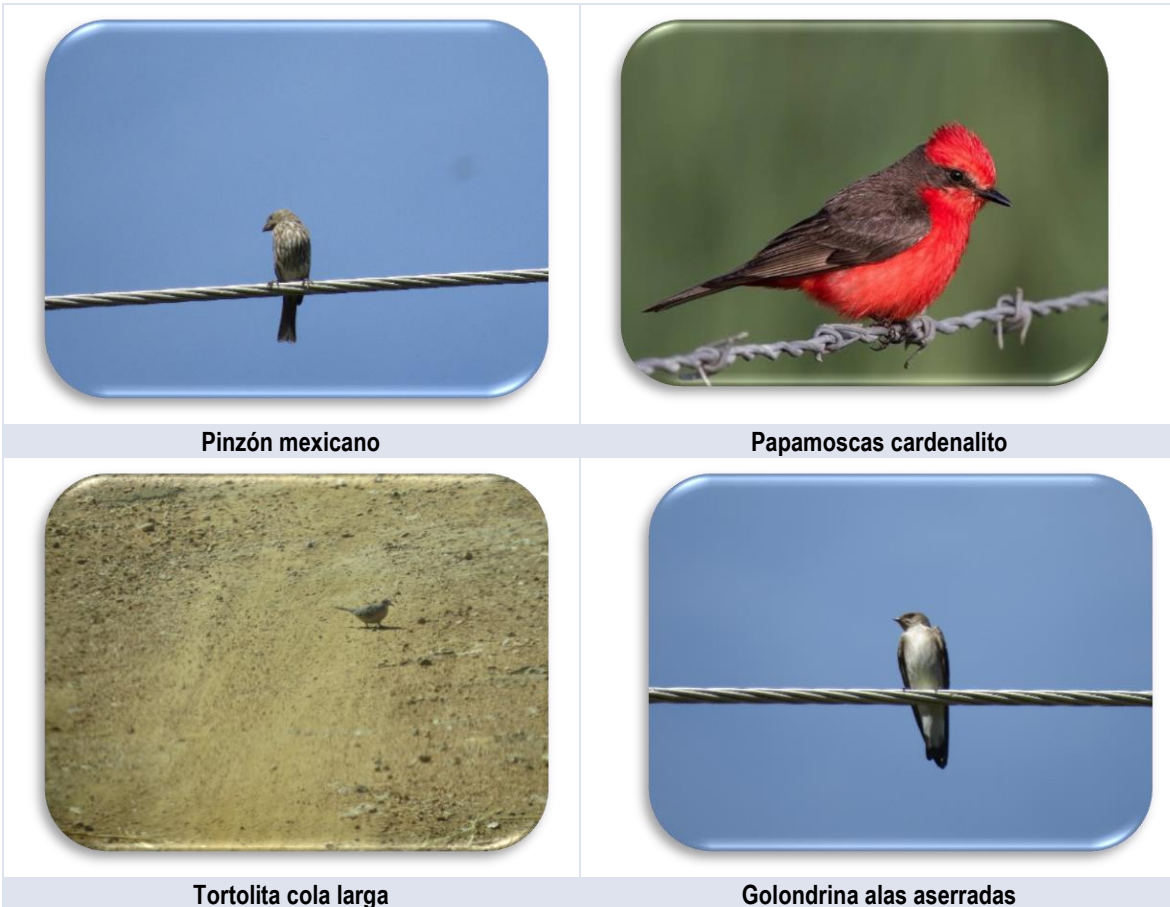 Pinzón mexicano
Papamoscas cardenalito
Tortolita cola larga
Golondrina alas aserradas